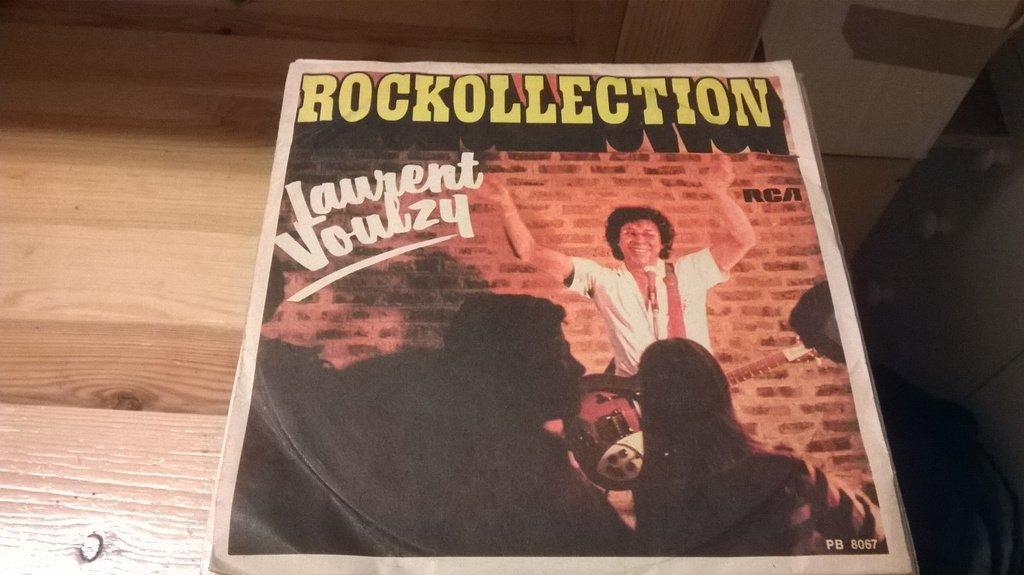 ROCKOLLECTION
Laurent
Voulzy
RCA
PB 8067